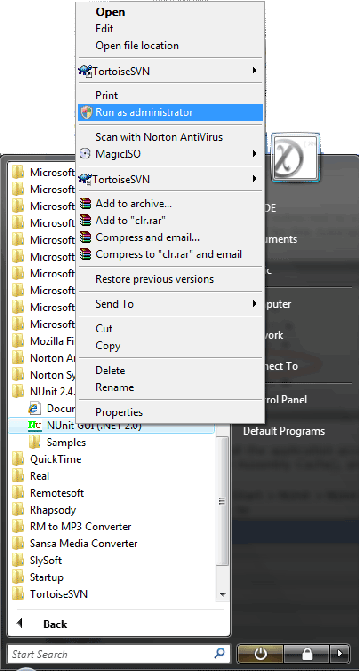 Open
Edit
Open file location
TortoiseSVN
Print
Run as administrator
Scan with Norton AntiVirus
MagicISO
TortoiseSVN
Add to archive...
Add to "clr.rar"
Compress and email...
Compress to "clr.rar" and email
Restore previous versions
Send To
Cut
Copy
Delete
Rename
Properties
Microsoft
Microsoft
Microsoft
Microsoft
Microsoft
Microsoft
Microsoft
Microsoft
Microsoft
Mozilla Fi
Norton A
Norton Sy
NUnit 2.4.
Docum
NUnit GUI (.NET 2.0)
Samples
QuickTime
Real
Remotesoft
Rhapsody
RM to MP3 Converter
Sansa Media Converter
SlySoft
Startup
TortoiseSVN
Back
Start Search
DE
uments
c
puter
work
nect To
rol Panel
Default Programs